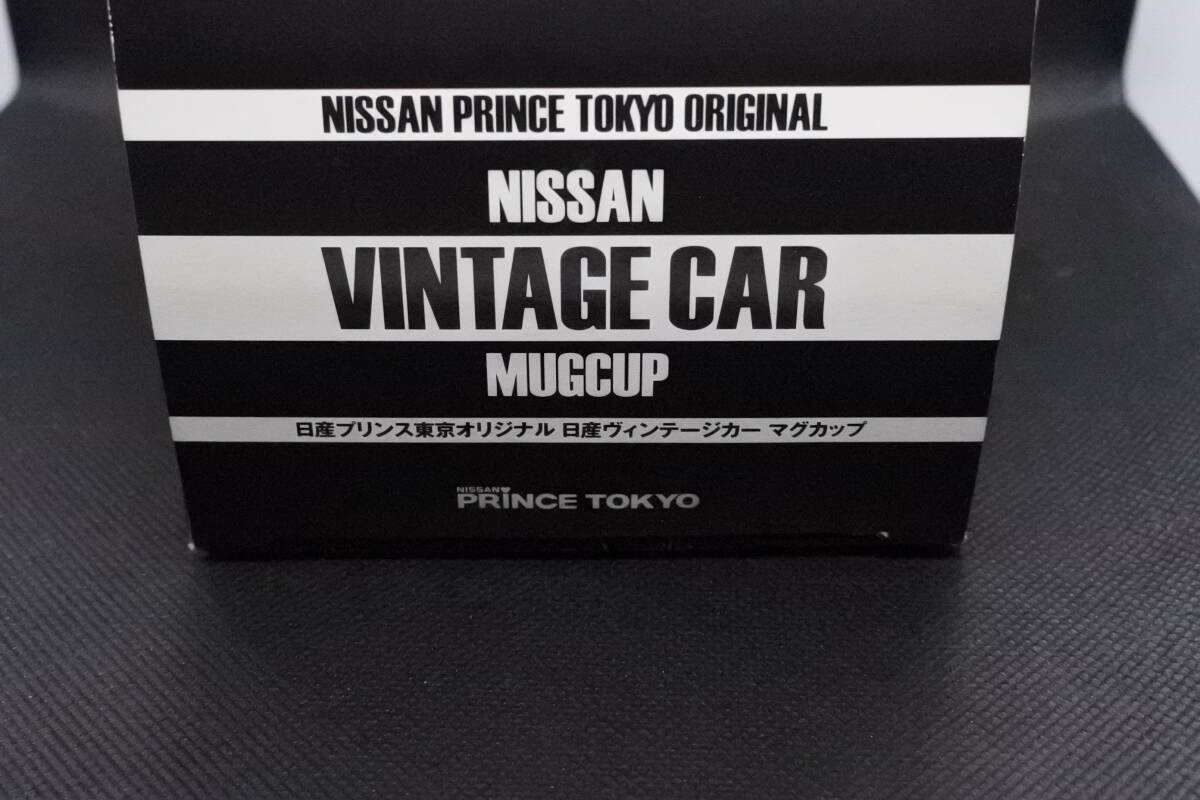 NISSAN PRINCE TOKYO ORIGINAL
NISSAN
VINTAGE CAR
MUGCUP
日産プリンス東京オリジナル 日産ヴィンテージカー マグカップ
NISSAN
PRINCE TOKYO